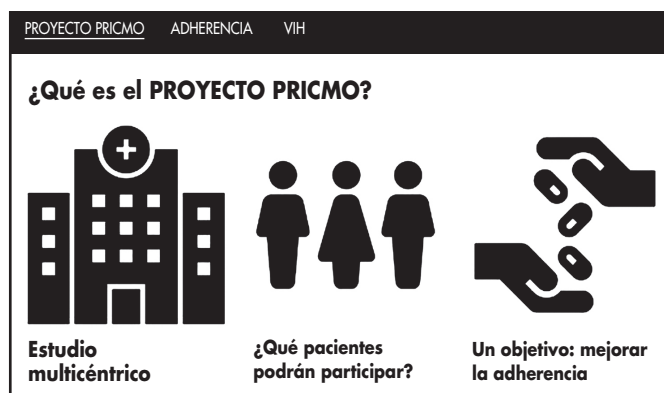 PROYECTO PRICMO ADHERENCIA VIH
¿Qué es el PROYECTO PRICMO?
Estudio
multicéntrico
¿Qué pacientes
podrán participar?
Un objetivo: mejorar
la adherencia